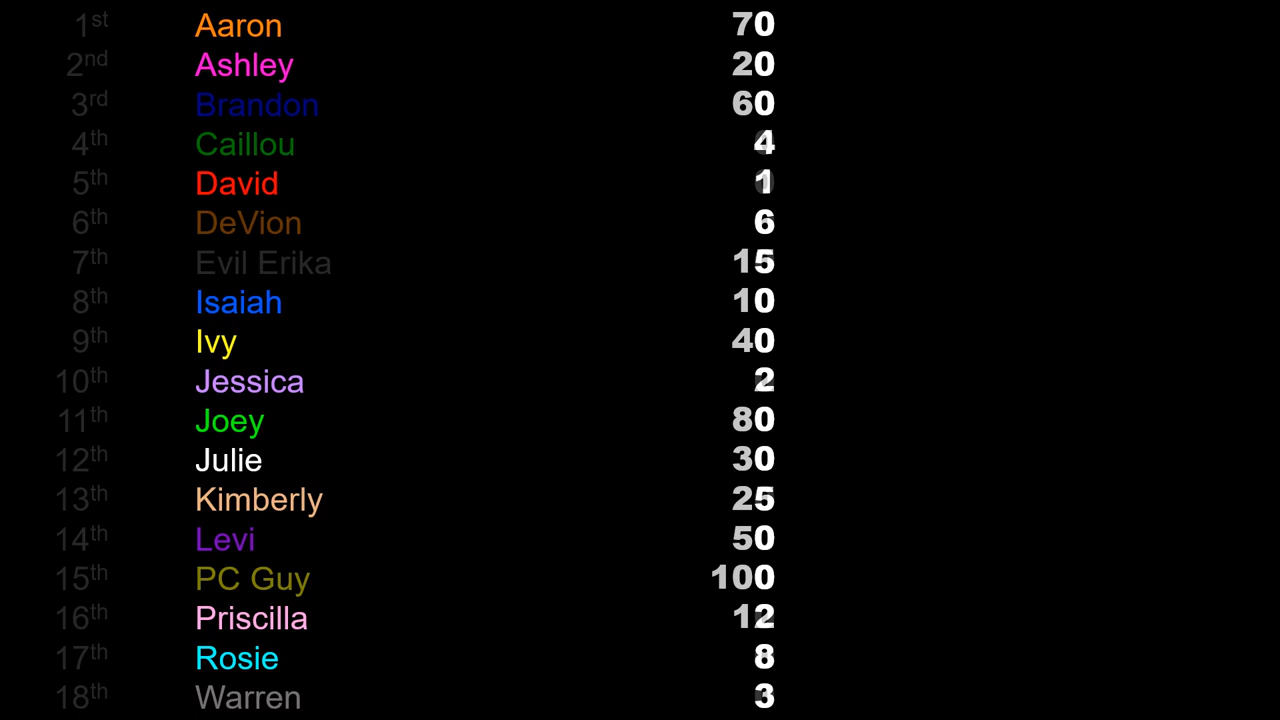 1st Aaron 70
2nd Ashley 20
3rd Brandon 60
4th Caillou 4
5th David 1
6th DeVion 6
7th Evil Erika 15
8th Isaiah 10
9th Ivy 40
10th Jessica 2
11th Joey 80
12th Julie 30
13th Kimberly 25
14th Levi 50
15th PC Guy 100
16th Priscilla 12
17th Rosie 8
18th Warren 3